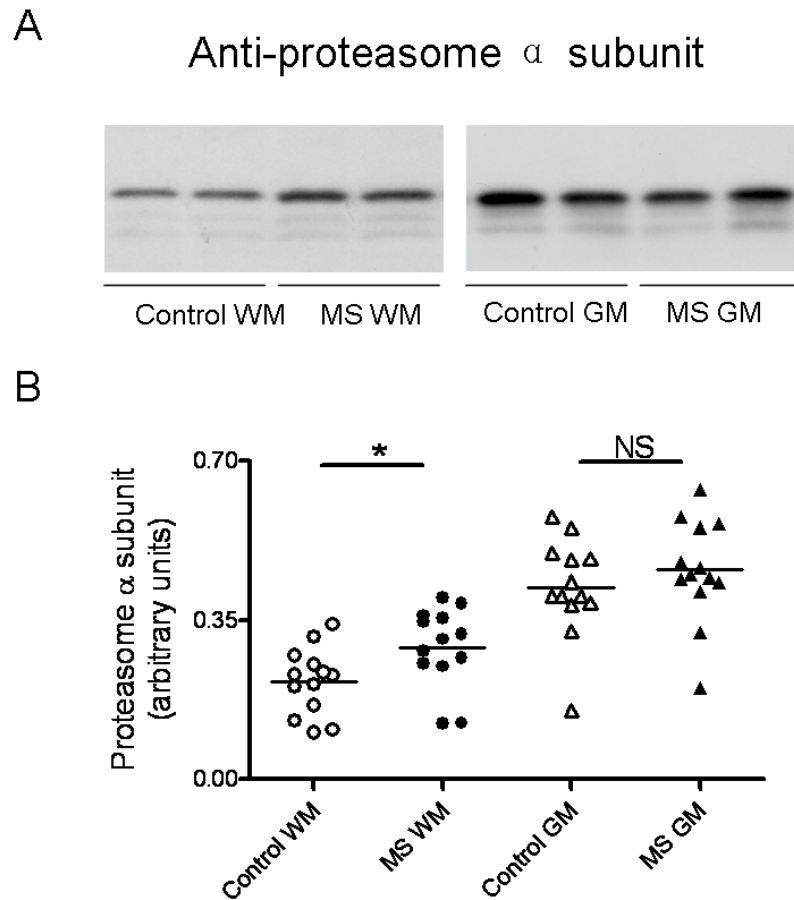 A
Anti-proteasome α subunit
Control WM
MS WM
Control GM
MS GM
B
Proteasome α subunit
(arbitrary units)
0.70
0.35
0.00
*
NS
Control WM
MS WM
Control GM
MS GM